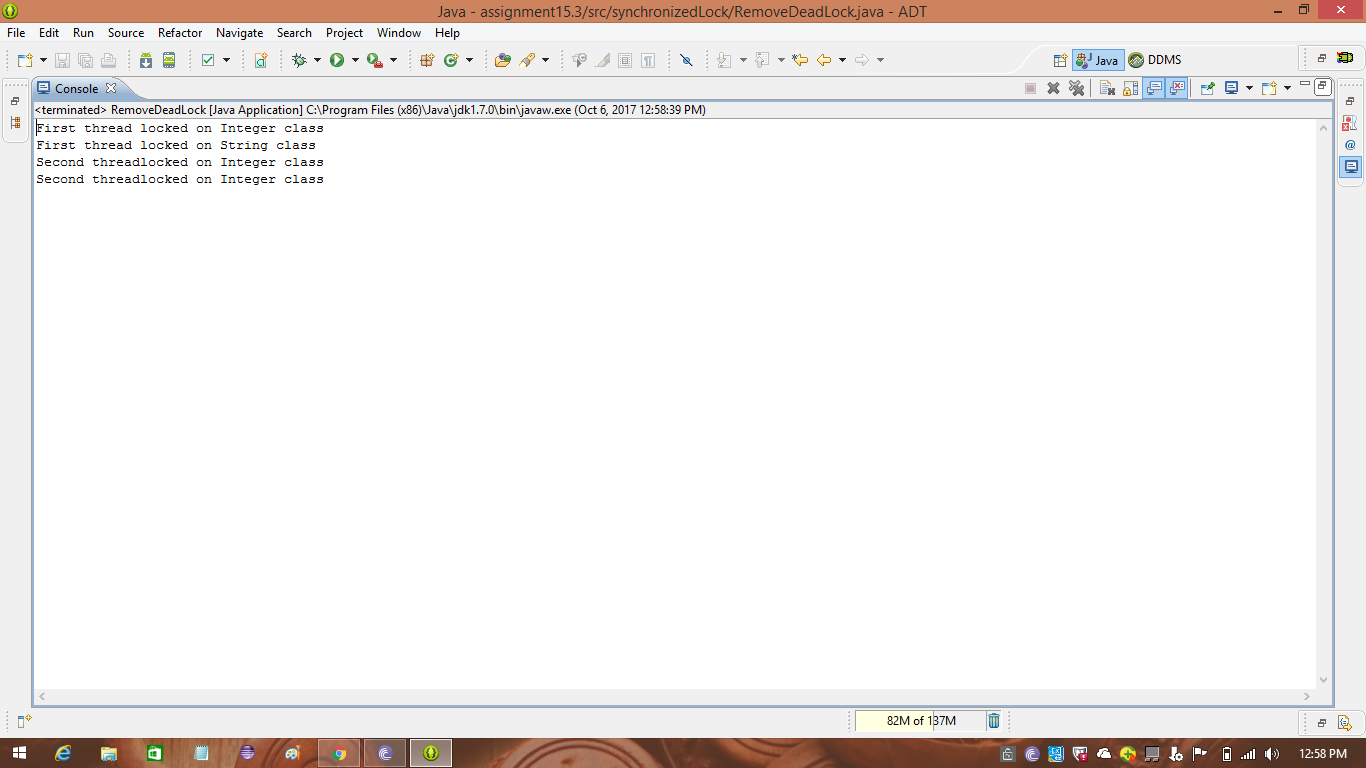 Java - assignment15.3/src/synchronizedLock/RemoveDeadLock.java - ADT
File Edit Run Source Refactor Navigate Search Project Window Help
Java DDMS
Console
<terminated> RemoveDeadLock [Java Application] C:\Program Files (x86)\Java\jdk1.7.0\bin\javaw.exe (Oct 6, 2017 12:58:39 PM)
First thread locked on Integer class
First thread locked on String class
Second threadlocked on Integer class
Second threadlocked on Integer class
82M of 137M
12:58 PM